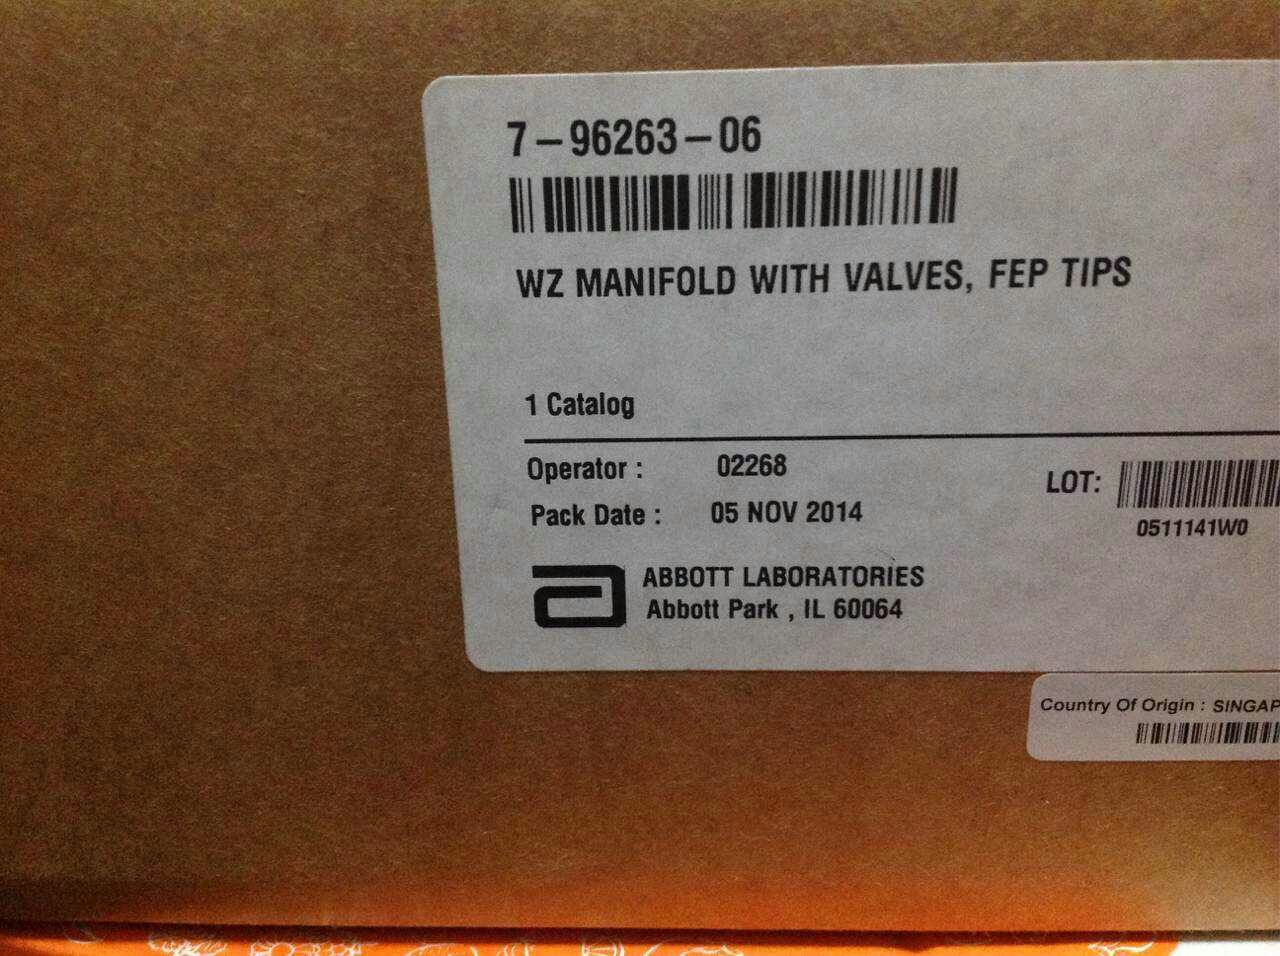 7-96263-06
WZ MANIFOLD WITH VALVES, FEP TIPS
1 Catalog
Operator : 02268
Pack Date : 05 NOV 2014
LOT:
0511141W0
ABBOTT LABORATORIES
Abbott Park , IL 60064
Country Of Origin : SINGAP